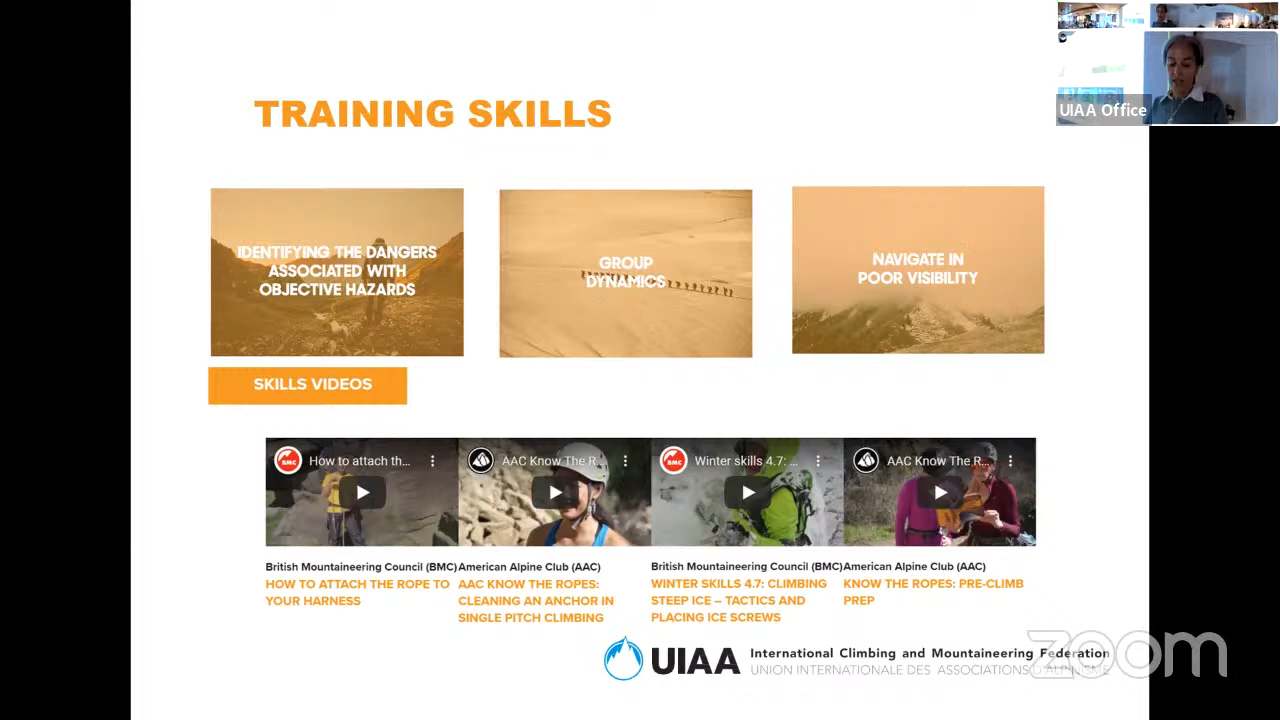 UIAA Office
TRAINING SKILLS
IDENTIFYING THE DANGERS
ASSOCIATED WITH
OBJECTIVE HAZARDS
GROUP
DYNAMICS
NAVIGATE IN
POOR VISIBILITY
SKILLS VIDEOS
BMC
How to attach th...
AAC Know The R...
BMC
Winter skills 4.7: ...
AAC Know The R...
British Mountaineering Council (BMC)
HOW TO ATTACH THE ROPE TO
YOUR HARNESS
American Alpine Club (AAC)
AAC KNOW THE ROPES:
CLEANING AN ANCHOR IN
SINGLE PITCH CLIMBING
British Mountaineering Council (BMC)
WINTER SKILLS 4.7: CLIMBING
STEEP ICE – TACTICS AND
PLACING ICE SCREWS
American Alpine Club (AAC)
KNOW THE ROPES: PRE-CLIMB
PREP
UIAA
International Climbing and Mountaineering Federation
UNION INTERNATIONALE DES ASSOCIATIONS D'ALPINISME
zoom